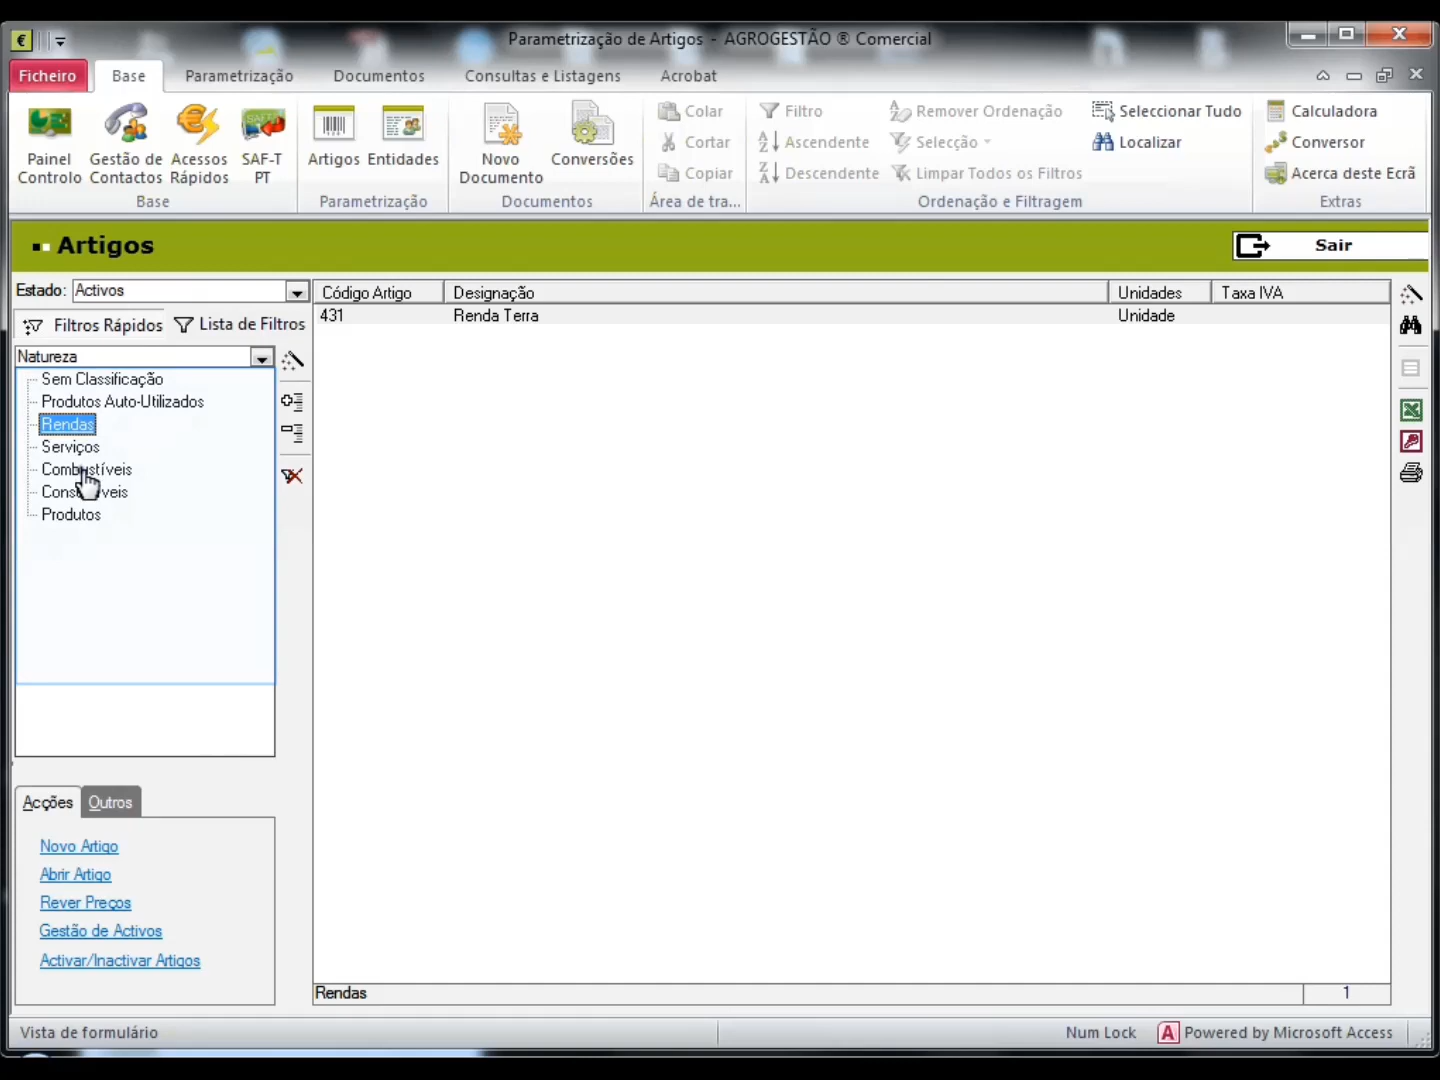 Parametrização de Artigos - AGROGESTÃO ® Comercial
Ficheiro Base Parametrização Documentos Consultas e Listagens Acrobat
Painel Controlo
Gestão de Contactos
Acessos Rápidos
SAF-T PT
Base
Artigos Entidades
Parametrização
Novo Documento
Conversões
Documentos
Colar
Cortar
Copiar
Área de tra...
Filtro
Ascendente
Descendente
Remover Ordenação
Selecção
Limpar Todos os Filtros
Seleccionar Tudo
Localizar
Ordenação e Filtragem
Calculadora
Conversor
Acerca deste Ecrã
Extras
Artigos
Sair
Estado: Activos
Filtros Rápidos Lista de Filtros
Natureza
Sem Classificação
Produtos Auto-Utilizados
Rendas
Serviços
Combustíveis
Produtos
Código Artigo Designação Unidades Taxa IVA
431 Renda Terra Unidade
Acções Outros
Novo Artigo
Abrir Artigo
Rever Preços
Gestão de Activos
Activar/Inactivar Artigos
Rendas 1
Vista de formulário Num Lock Powered by Microsoft Access